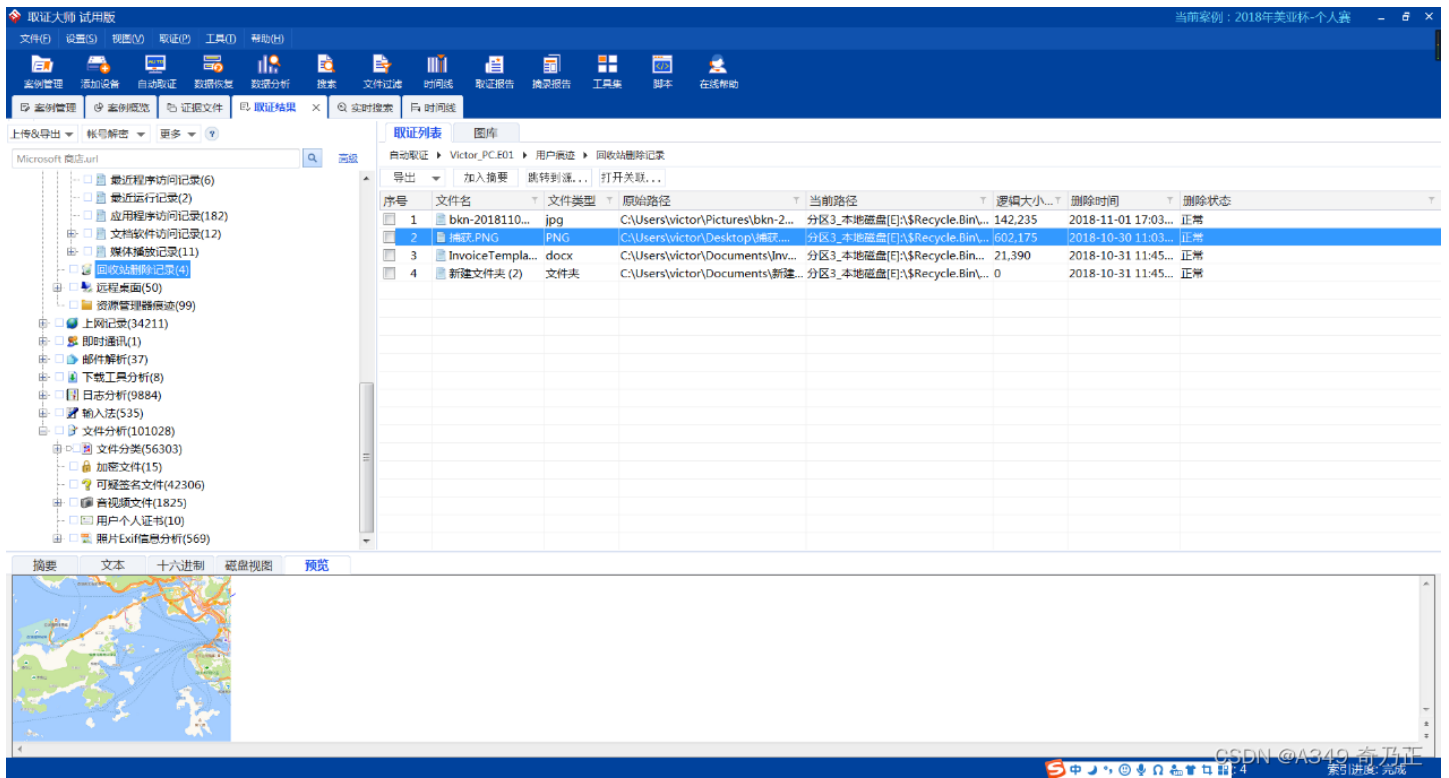 取证大师 试用版 当前案例：2018年美亚杯-个人赛
文件(F) 设置(S) 视图(V) 取证(P) 工具(T) 帮助(H)
案例管理 添加设备 自动取证 数据恢复 数据分析 搜索 文件过滤 时间线 取证报告 摘录报告 工具集 脚本 在线帮助
案例管理 案例概览 证据文件 取证结果 × 实时搜索 时间线
上传&导出 帐号解密 更多 ?
Microsoft 商店.url 高级
最近程序访问记录(6)
最近运行记录(2)
应用程序访问记录(182)
文档软件访问记录(12)
媒体播放记录(11)
回收站删除记录(4)
远程桌面(50)
资源管理器痕迹(99)
上网记录(34211)
即时通讯(1)
邮件解析(37)
下载工具分析(8)
日志分析(9884)
输入法(535)
文件分析(101028)
文件分类(56303)
加密文件(15)
可疑签名文件(42306)
音视频文件(1825)
用户个人证书(10)
照片Exif信息分析(569)
取证列表 图库
自动取证 Victor_PC.E01 用户痕迹 回收站删除记录
导出 加入摘要 跳转到源... 打开关联...
序号 文件名 文件类型 原始路径 当前路径 逻辑大小... 删除时间 删除状态
1 bkn-2018110... jpg C:\Users\victor\Pictures\bkn-2... 分区3_本地磁盘[E]:\$Recycle.Bin\... 142,235 2018-11-01 17:03... 正常
2 捕获.PNG PNG C:\Users\victor\Desktop\捕获.... 分区3_本地磁盘[E]:\$Recycle.Bin\... 602,175 2018-10-30 11:03... 正常
3 InvoiceTempla... docx C:\Users\victor\Documents\Inv... 分区3_本地磁盘[E]:\$Recycle.Bin... 21,390 2018-10-31 11:45... 正常
4 新建文件夹 (2) 文件夹 C:\Users\victor\Documents\新建... 分区3_本地磁盘[E]:\$Recycle.Bin\... 0 2018-10-31 11:45... 正常
摘要 文本 十六进制 磁盘视图 预览
CSDN @A349 奇乃正
中 : 4 索引进度: 完成